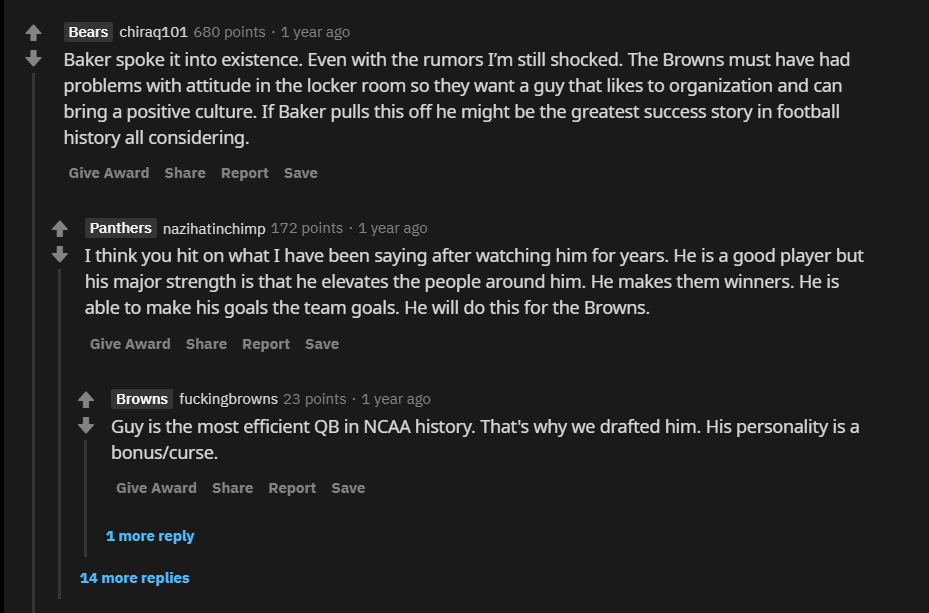 Bears chiraq101 680 points · 1 year ago
Baker spoke it into existence. Even with the rumors I’m still shocked. The Browns must have had
problems with attitude in the locker room so they want a guy that likes to organization and can
bring a positive culture. If Baker pulls this off he might be the greatest success story in football
history all considering.
Give Award Share Report Save
Panthers nazihatinchimp 172 points · 1 year ago
I think you hit on what I have been saying after watching him for years. He is a good player but
his major strength is that he elevates the people around him. He makes them winners. He is
able to make his goals the team goals. He will do this for the Browns.
Give Award Share Report Save
Browns fuckingbrowns 23 points · 1 year ago
Guy is the most efficient QB in NCAA history. That's why we drafted him. His personality is a
bonus/curse.
Give Award Share Report Save
1 more reply
14 more replies